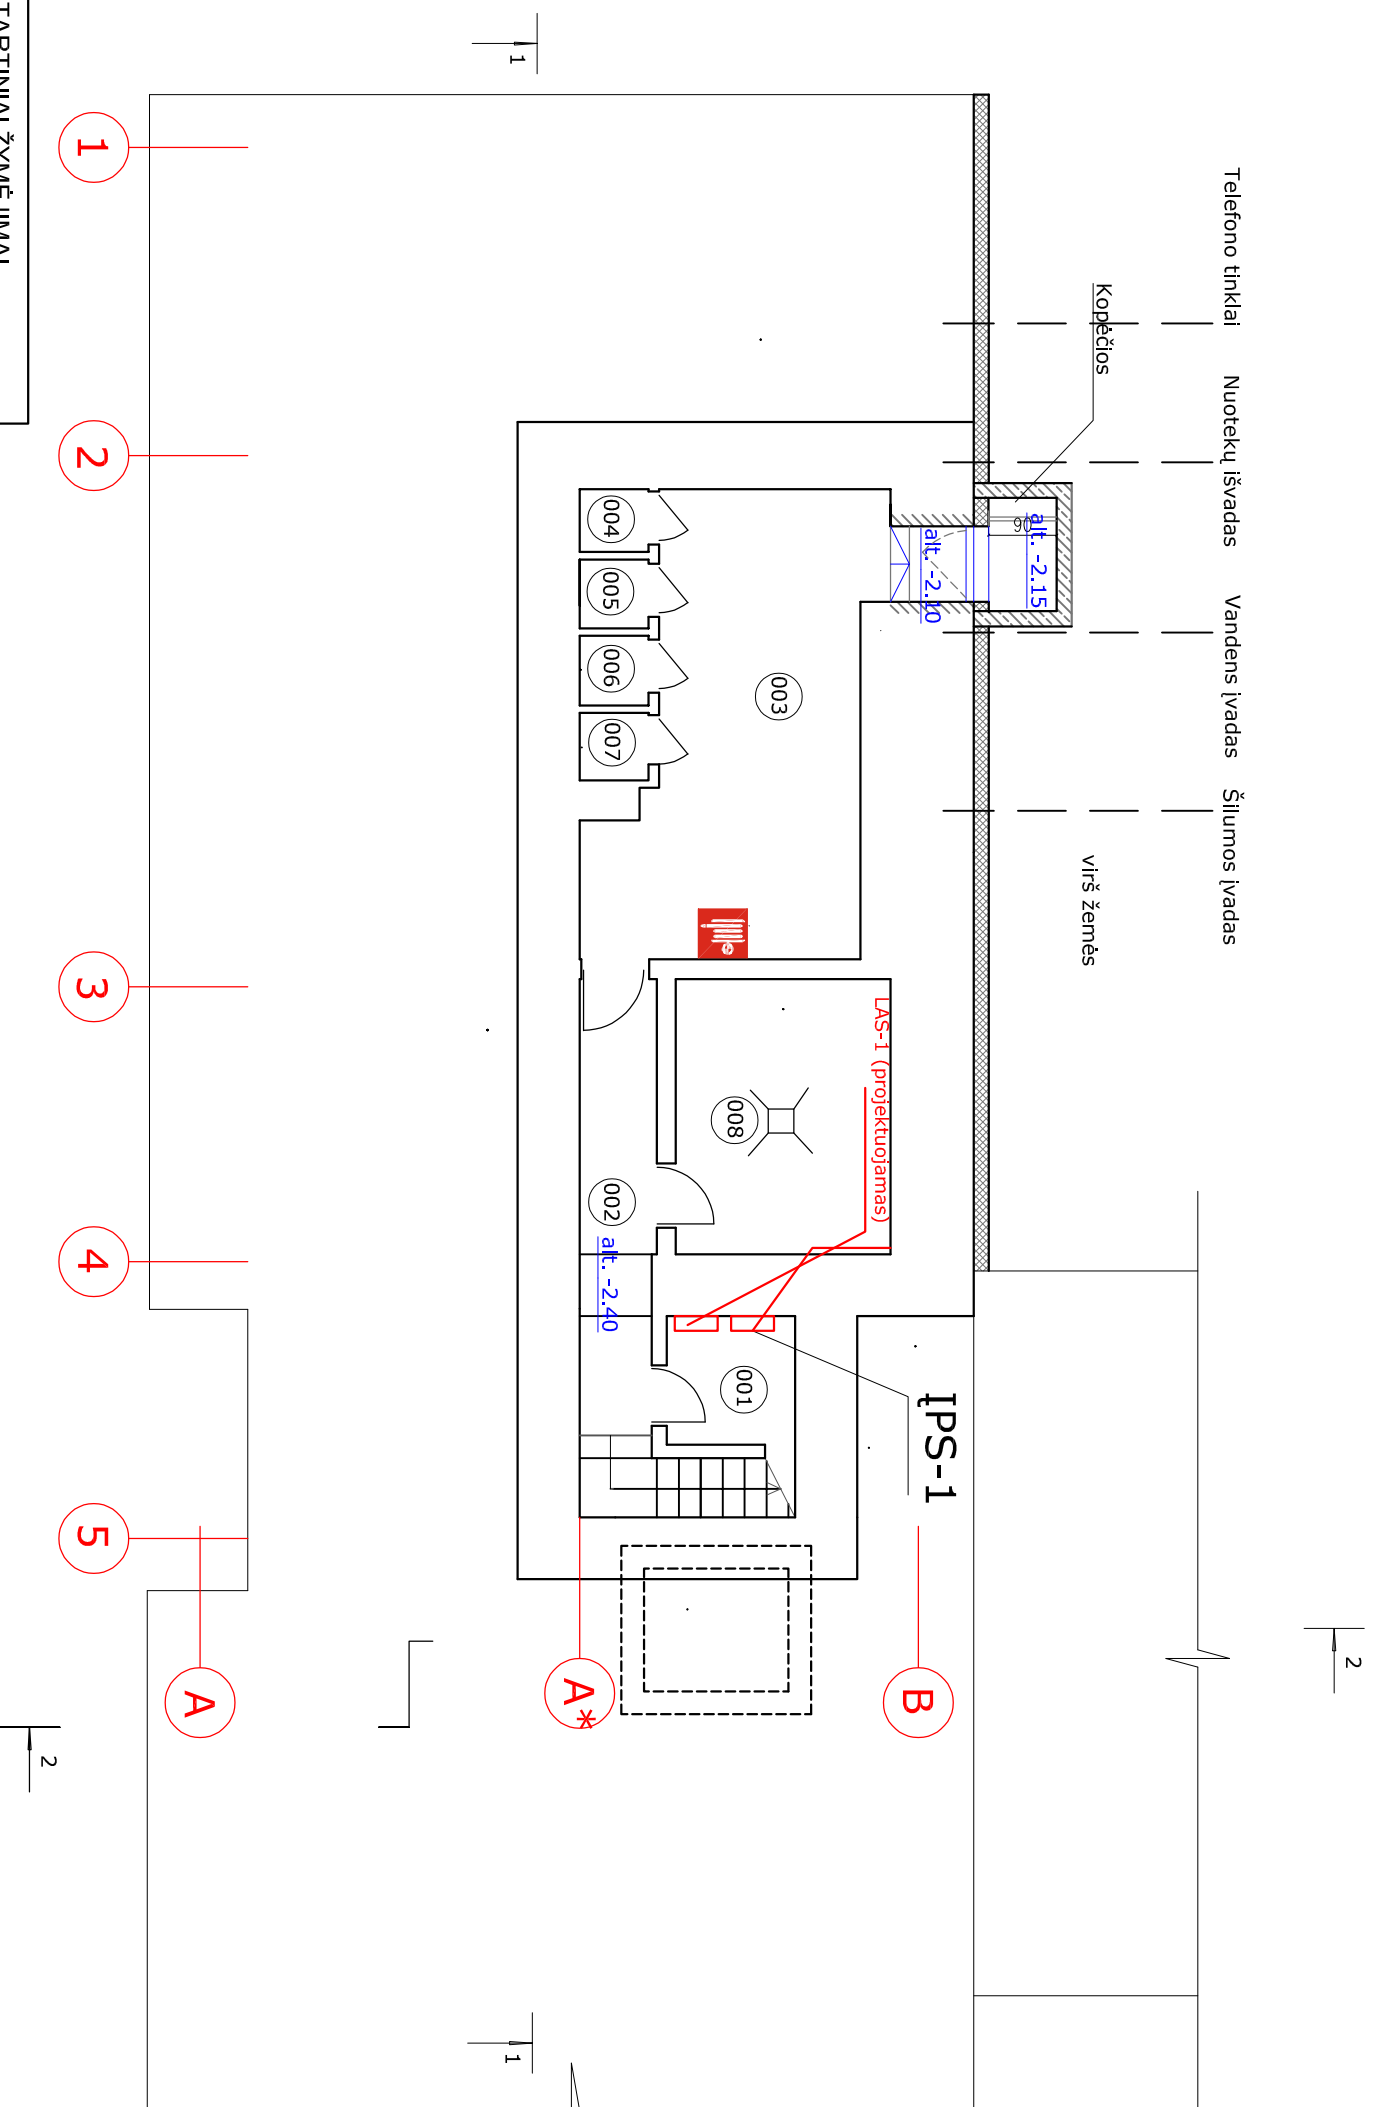 Telefono tinklai
Nuotekų išvadas
Vandens įvadas
Šilumos įvadas
Kopėčios
virš žemės
alt. -2.15
90
alt. -2.10
LAS-1 (projektuojamas)
ĮPS-1
003
008
001
004
005
006
007
002
alt. -2.40
1
1
2
2
1
2
3
4
5
A
A*
B